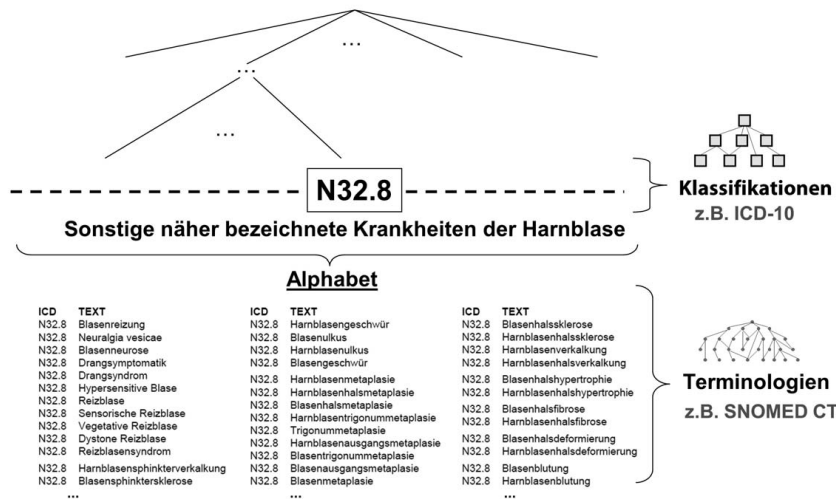 ...
...
...
N32.8
Klassifikationen
z.B. ICD-10
Sonstige näher bezeichnete Krankheiten der Harnblase
Alphabet
ICD TEXT
N32.8 Blasenreizung
N32.8 Neuralgia vesicae
N32.8 Blasenneurose
N32.8 Drangsymptomatik
N32.8 Drangsyndrom
N32.8 Hypersensitive Blase
N32.8 Reizblase
N32.8 Sensorische Reizblase
N32.8 Vegetative Reizblase
N32.8 Dystone Reizblase
N32.8 Reizblasensyndrom
N32.8 Harnblasensphinkterverkalkung
N32.8 Blasensphinktersklerose
...
ICD TEXT
N32.8 Harnblasengeschwür
N32.8 Blasenulkus
N32.8 Harnblasenulkus
N32.8 Blasengeschwür
N32.8 Harnblasenmetaplasie
N32.8 Harnblasenhalsmetaplasie
N32.8 Blasenhalsmetaplasie
N32.8 Harnblasentrigonummetaplasie
N32.8 Trigonummetaplasie
N32.8 Harnblasenausgangsmetaplasie
N32.8 Blasentrigonummetaplasie
N32.8 Blasenausgangsmetaplasie
N32.8 Blasenmetaplasie
...
ICD TEXT
N32.8 Blasenhalssklerose
N32.8 Harnblasenhalssklerose
N32.8 Harnblasenverkalkung
N32.8 Harnblasenhalsverkalkung
N32.8 Blasenhalshypertrophie
N32.8 Harnblasenhalshypertrophie
N32.8 Blasenhalsfibrose
N32.8 Harnblasenhalsfibrose
N32.8 Blasenhalsdeformierung
N32.8 Harnblasenhalsdeformierung
N32.8 Blasenblutung
N32.8 Harnblasenblutung
...
Terminologien
z.B. SNOMED CT